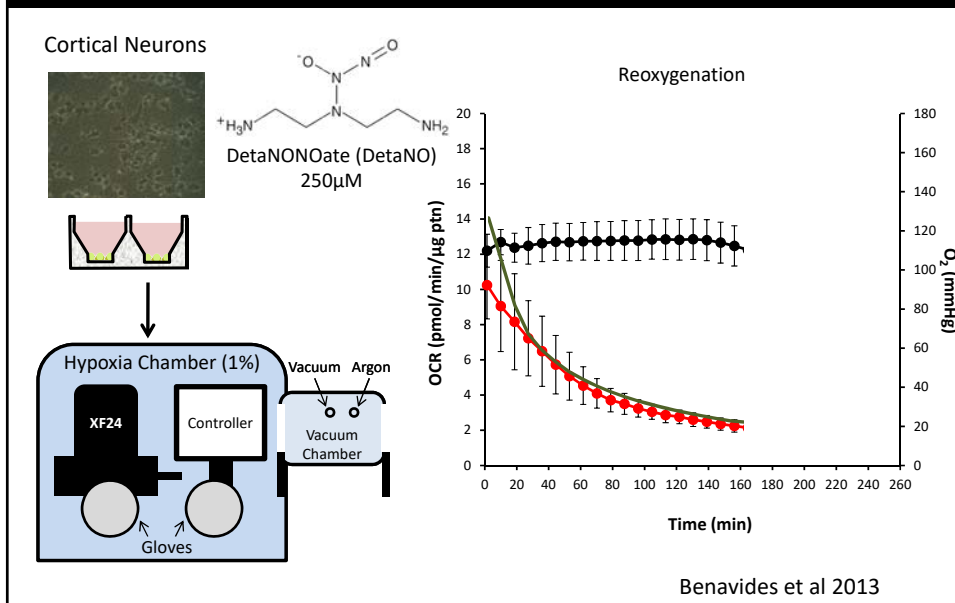 Cortical Neurons
⁻O
O
N
N
N
⁺H₃N
NH₂
DetaNONOate (DetaNO)
250µM
Hypoxia Chamber (1%)
Vacuum
Argon
XF24
Controller
Vacuum
Chamber
Gloves
Reoxygenation
OCR (pmol/min/µg ptn)
20
18
16
14
12
10
8
6
4
2
0
180
160
140
120
100
80
60
40
20
0
O₂ (mmHg)
0 20 40 60 80 100 120 140 160 180 200 220 240 260
Time (min)
Benavides et al 2013